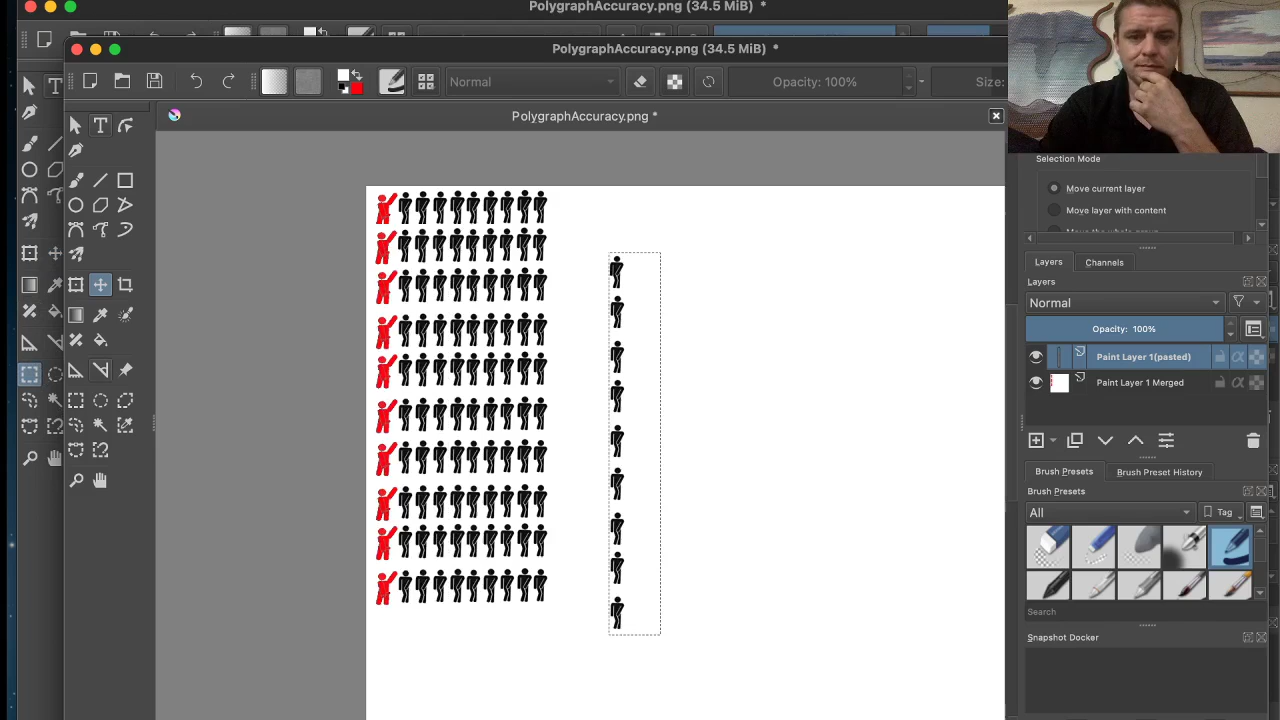 PolygraphAccuracy.png (34.5 MiB) *
PolygraphAccuracy.png (34.5 MiB) *
Normal
Opacity: 100%
Size:
PolygraphAccuracy.png *
Selection Mode
Move current layer
Move layer with content
Layers
Channels
Layers
Normal
Opacity: 100%
Paint Layer 1(pasted)
Paint Layer 1 Merged
Brush Presets
Brush Preset History
Brush Presets
All
Tag
Search
Snapshot Docker